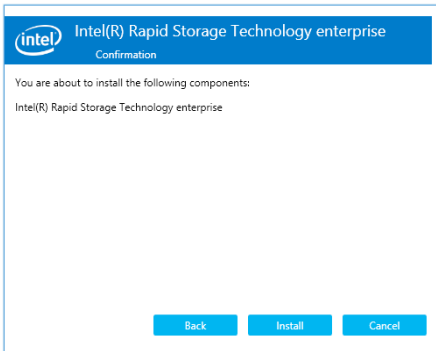 intel Intel(R) Rapid Storage Technology enterprise
Confirmation
You are about to install the following components:
Intel(R) Rapid Storage Technology enterprise
Back Install Cancel